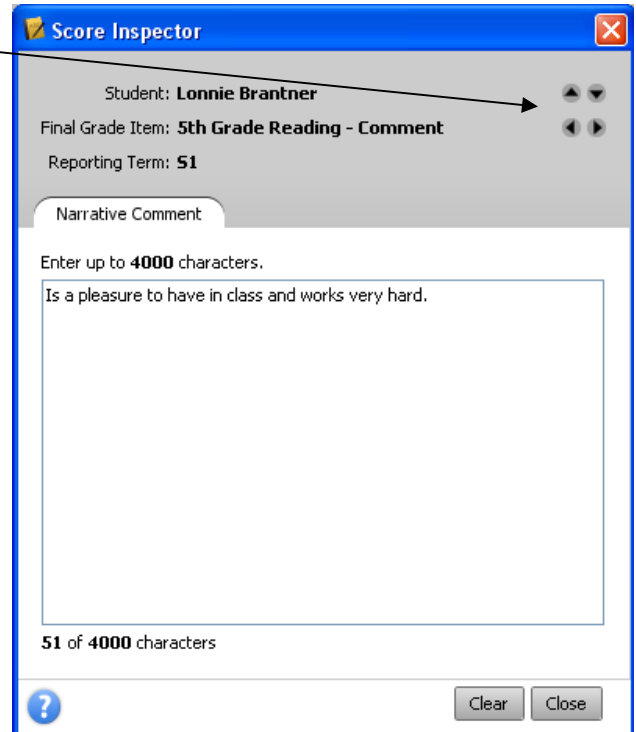 Score Inspector
Student: Lonnie Brantner
Final Grade Item: 5th Grade Reading - Comment
Reporting Term: S1
Narrative Comment
Enter up to 4000 characters.
Is a pleasure to have in class and works very hard.
51 of 4000 characters
?
Clear Close